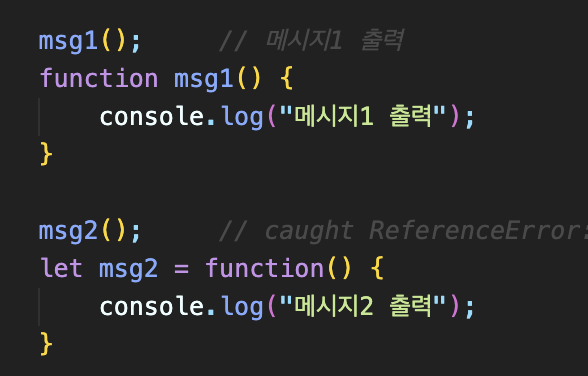 msg1();     // 메시지1 출력
function msg1() {
    console.log("메시지1 출력");
}

msg2();     // caught ReferenceError:
let msg2 = function() {
    console.log("메시지2 출력");
}